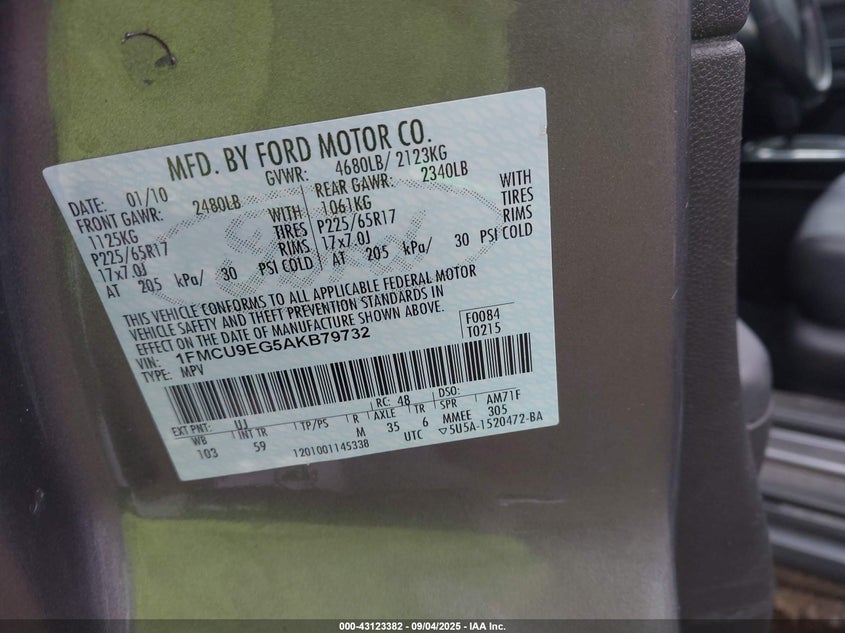 MFD. BY FORD MOTOR CO.
DATE: 01/10 GVWR: 4680LB/ 2123KG
FRONT GAWR: 2480LB REAR GAWR: 2340LB
1125KG WITH 1061KG WITH
P225/65R17 TIRES P225/65R17 TIRES
17x7.0J RIMS 17x7.0J RIMS
AT 205 kPa/ 30 PSI COLD AT 205 kPa/ 30 PSI COLD
THIS VEHICLE CONFORMS TO ALL APPLICABLE FEDERAL MOTOR
VEHICLE SAFETY AND THEFT PREVENTION STANDARDS IN
EFFECT ON THE DATE OF MANUFACTURE SHOWN ABOVE.
VIN: 1FMCU9EG5AKB79732 F0084
TYPE: MPV T0215
EXT PNT: UJ RC: 48 DSO:
WB INT TR TP/PS R AXLE TR SPR AM71F
103 59 M 35 6 MMEE 305
1201001145338 UTC ▽5U5A-1520472-BA
000-43123382 - 09/04/2025 - IAA Inc.